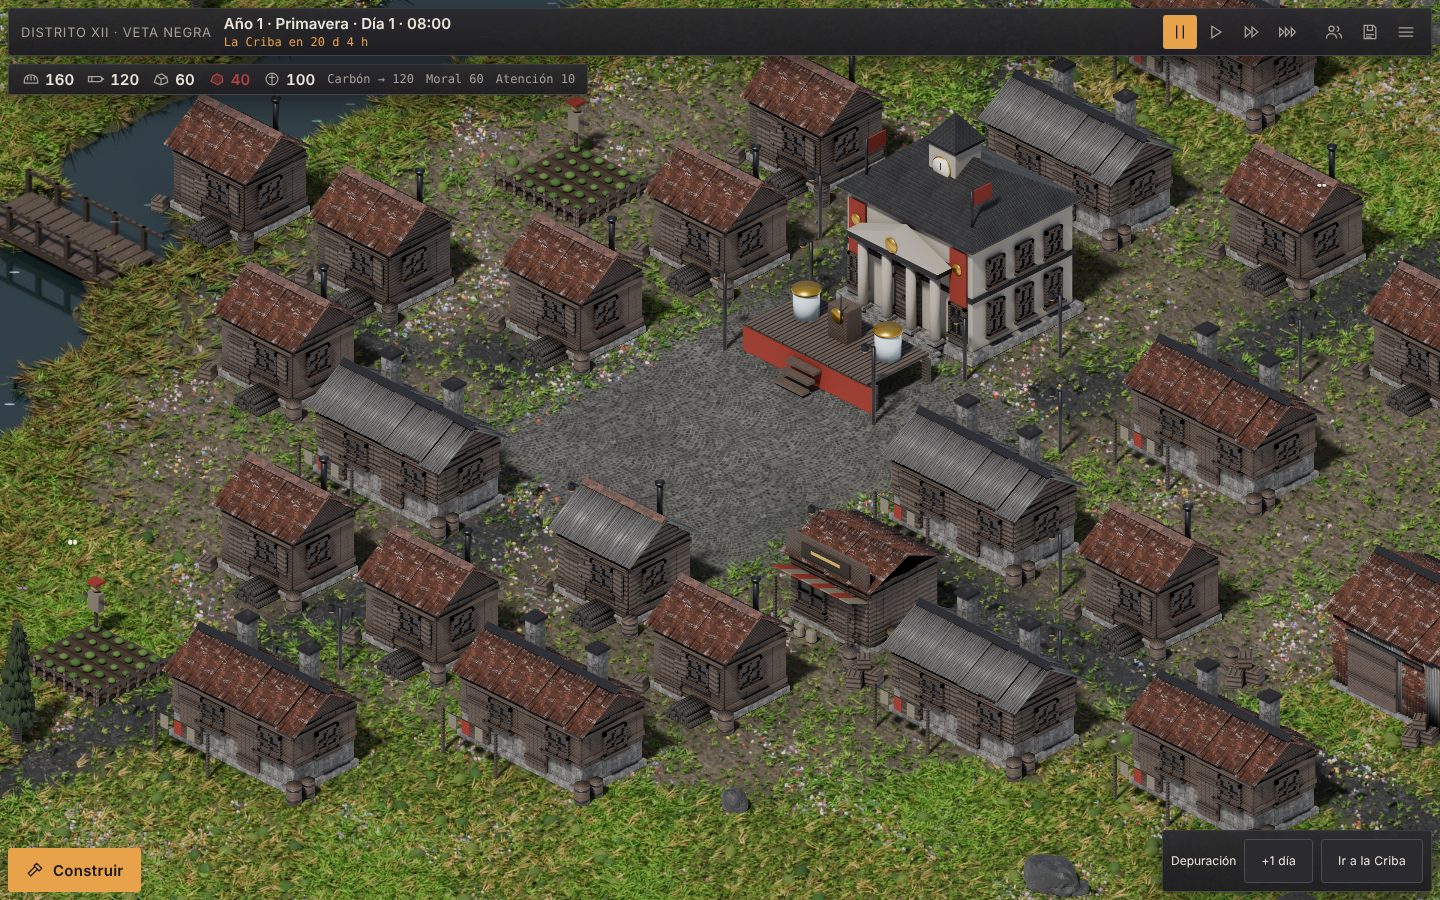 DISTRITO XII · VETA NEGRA
Año 1 · Primavera · Día 1 · 08:00
La Criba en 20 d 4 h
160 120 60 40 100 Carbón → 120 Moral 60 Atención 10
Construir
Depuración +1 día Ir a la Criba